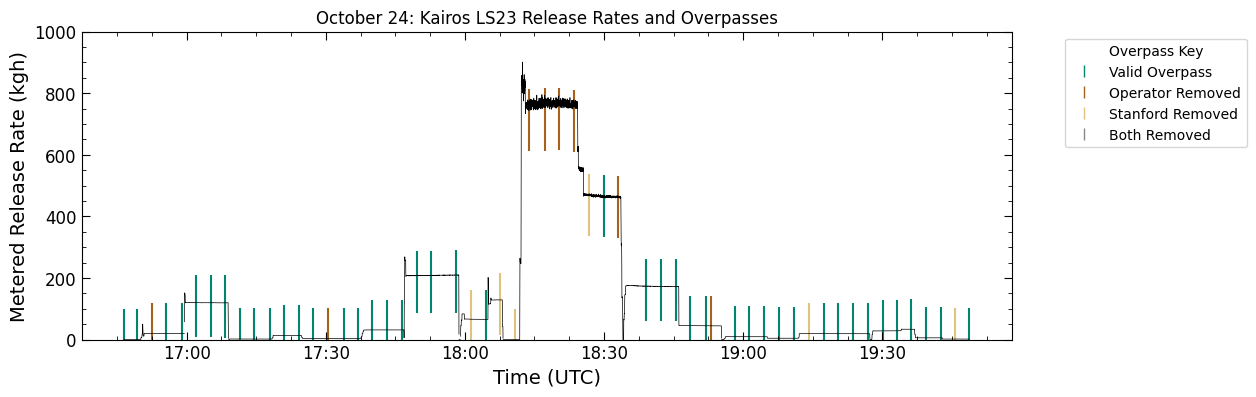 October 24: Kairos LS23 Release Rates and Overpasses
Metered Release Rate (kgh)
1000
800
600
400
200
0
17:00
17:30
18:00
18:30
19:00
19:30
Time (UTC)
Overpass Key
Valid Overpass
Operator Removed
Stanford Removed
Both Removed